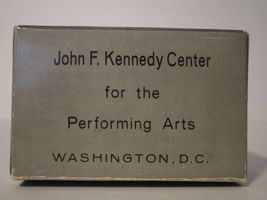 John F. Kennedy Center
for the
Performing Arts
WASHINGTON, D.C.